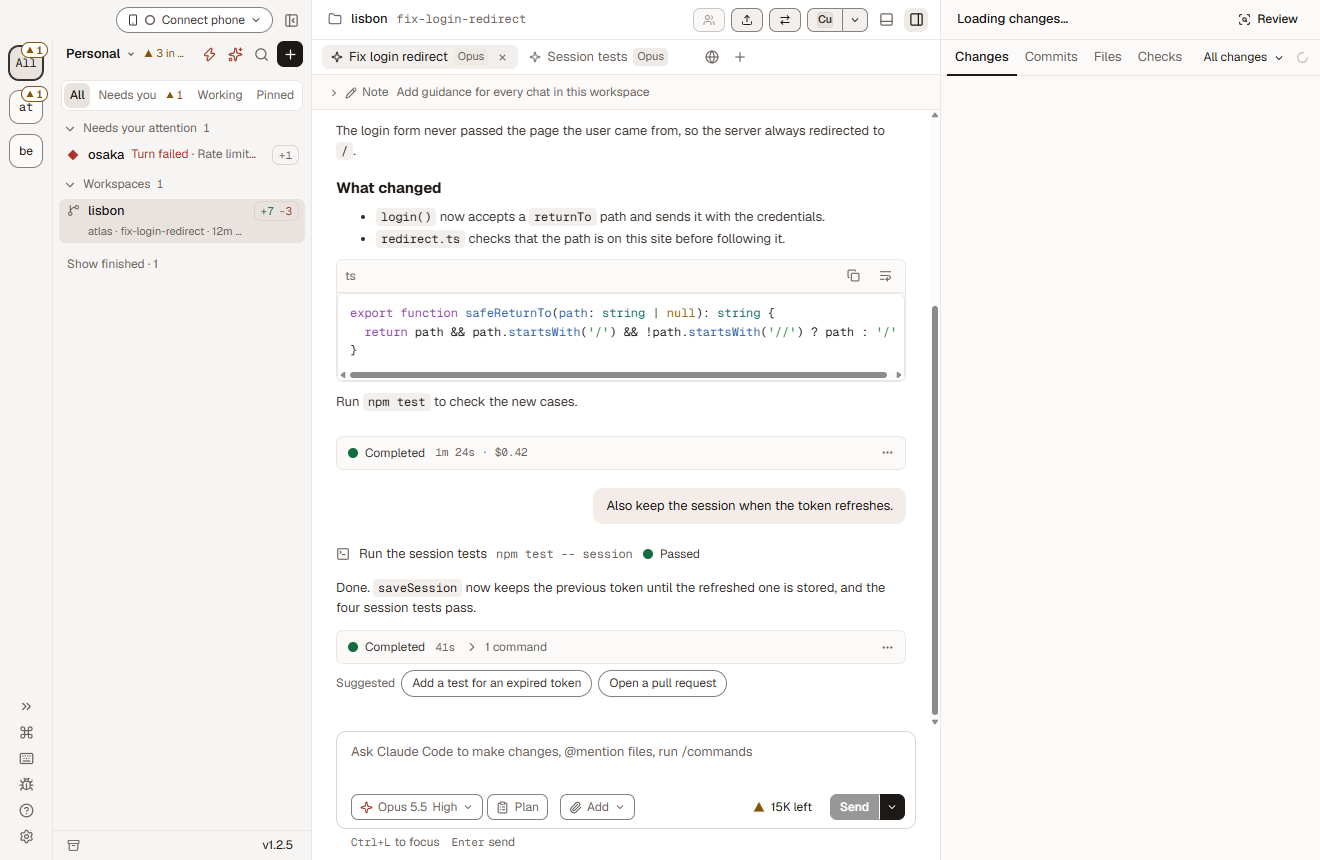 Connect phone
1
All
1
at
be
Personal
3 in ...
All
Needs you
1
Working
Pinned
Needs your attention 1
osaka Turn failed · Rate limit...
+1
Workspaces 1
lisbon
+7 -3
atlas · fix-login-redirect · 12m ...
Show finished · 1
v1.2.5
lisbon fix-login-redirect
Cu
Fix login redirect Opus
Session tests Opus
Note Add guidance for every chat in this workspace
The login form never passed the page the user came from, so the server always redirected to
/ .
What changed
login() now accepts a returnTo path and sends it with the credentials.
redirect.ts checks that the path is on this site before following it.
ts
export function safeReturnTo(path: string | null): string {
return path && path.startsWith('/') && !path.startsWith('//') ? path : '/'
}
Run npm test to check the new cases.
Completed 1m 24s · $0.42
Also keep the session when the token refreshes.
Run the session tests npm test -- session Passed
Done. saveSession now keeps the previous token until the refreshed one is stored, and the
four session tests pass.
Completed 41s 1 command
Suggested
Add a test for an expired token
Open a pull request
Ask Claude Code to make changes, @mention files, run /commands
Opus 5.5 High
Plan
Add
15K left
Send
Ctrl+L to focus Enter send
Loading changes...
Review
Changes
Commits
Files
Checks
All changes